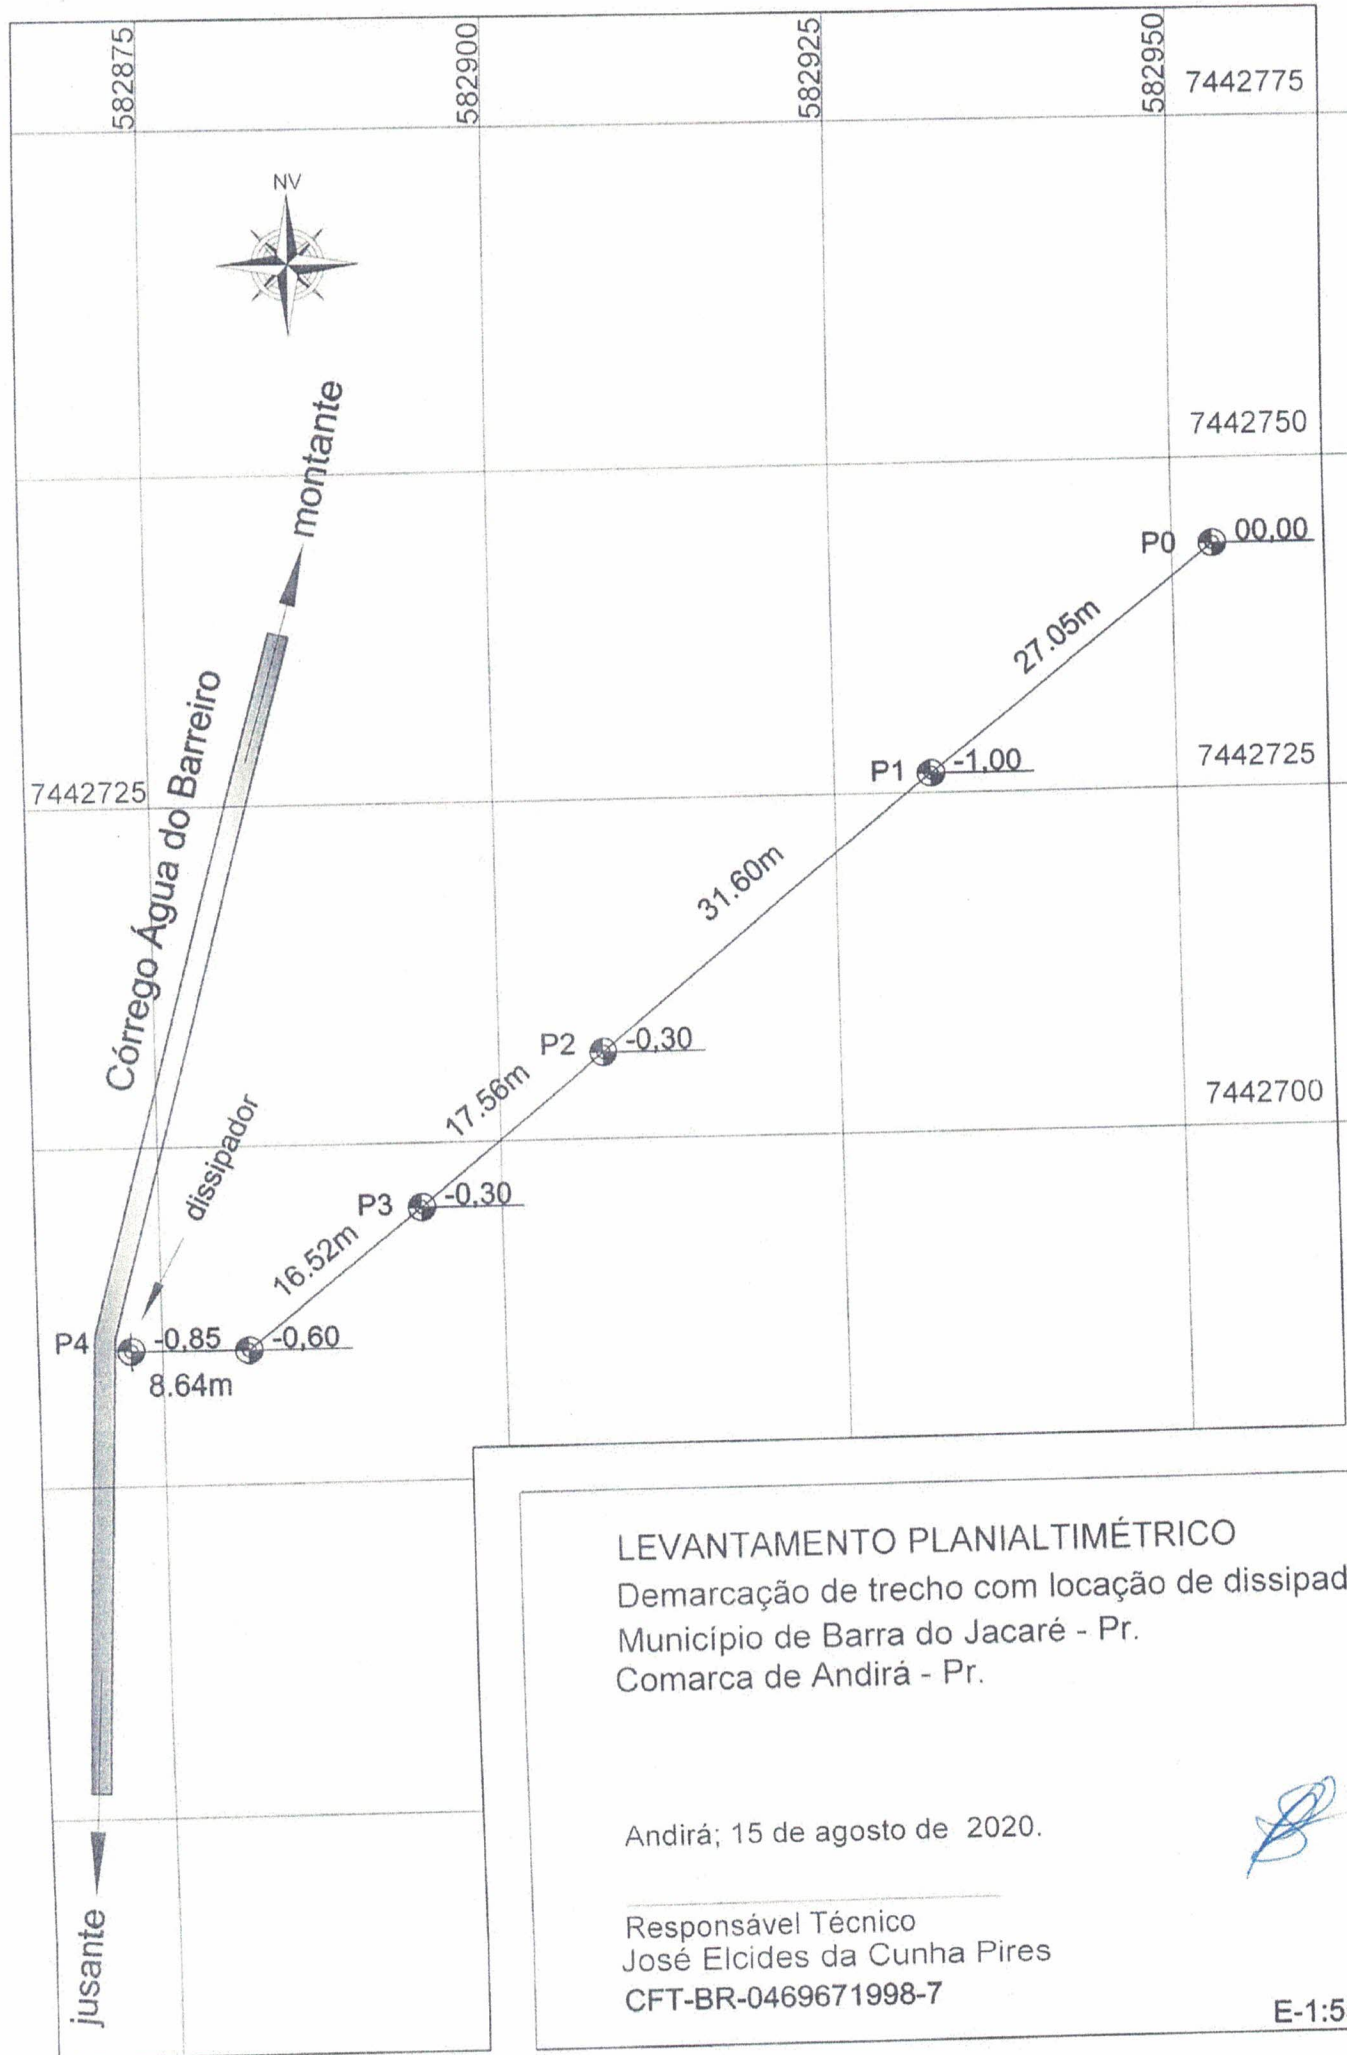 582875
582900
582925
582950
7442775
NV
montante
7442750
P0
00,00
27.05m
Córrego Água do Barreiro
7442725
P1
-1,00
7442725
31.60m
P2
-0,30
17.56m
7442700
dissipador
P3
-0,30
16.52m
P4
-0,85
-0,60
8.64m
jusante
LEVANTAMENTO PLANIALTIMÉTRICO
Demarcação de trecho com locação de dissipad
Município de Barra do Jacaré - Pr.
Comarca de Andirá - Pr.
Andirá; 15 de agosto de 2020.
Responsável Técnico
José Elcides da Cunha Pires
CFT-BR-0469671998-7
E-1:5